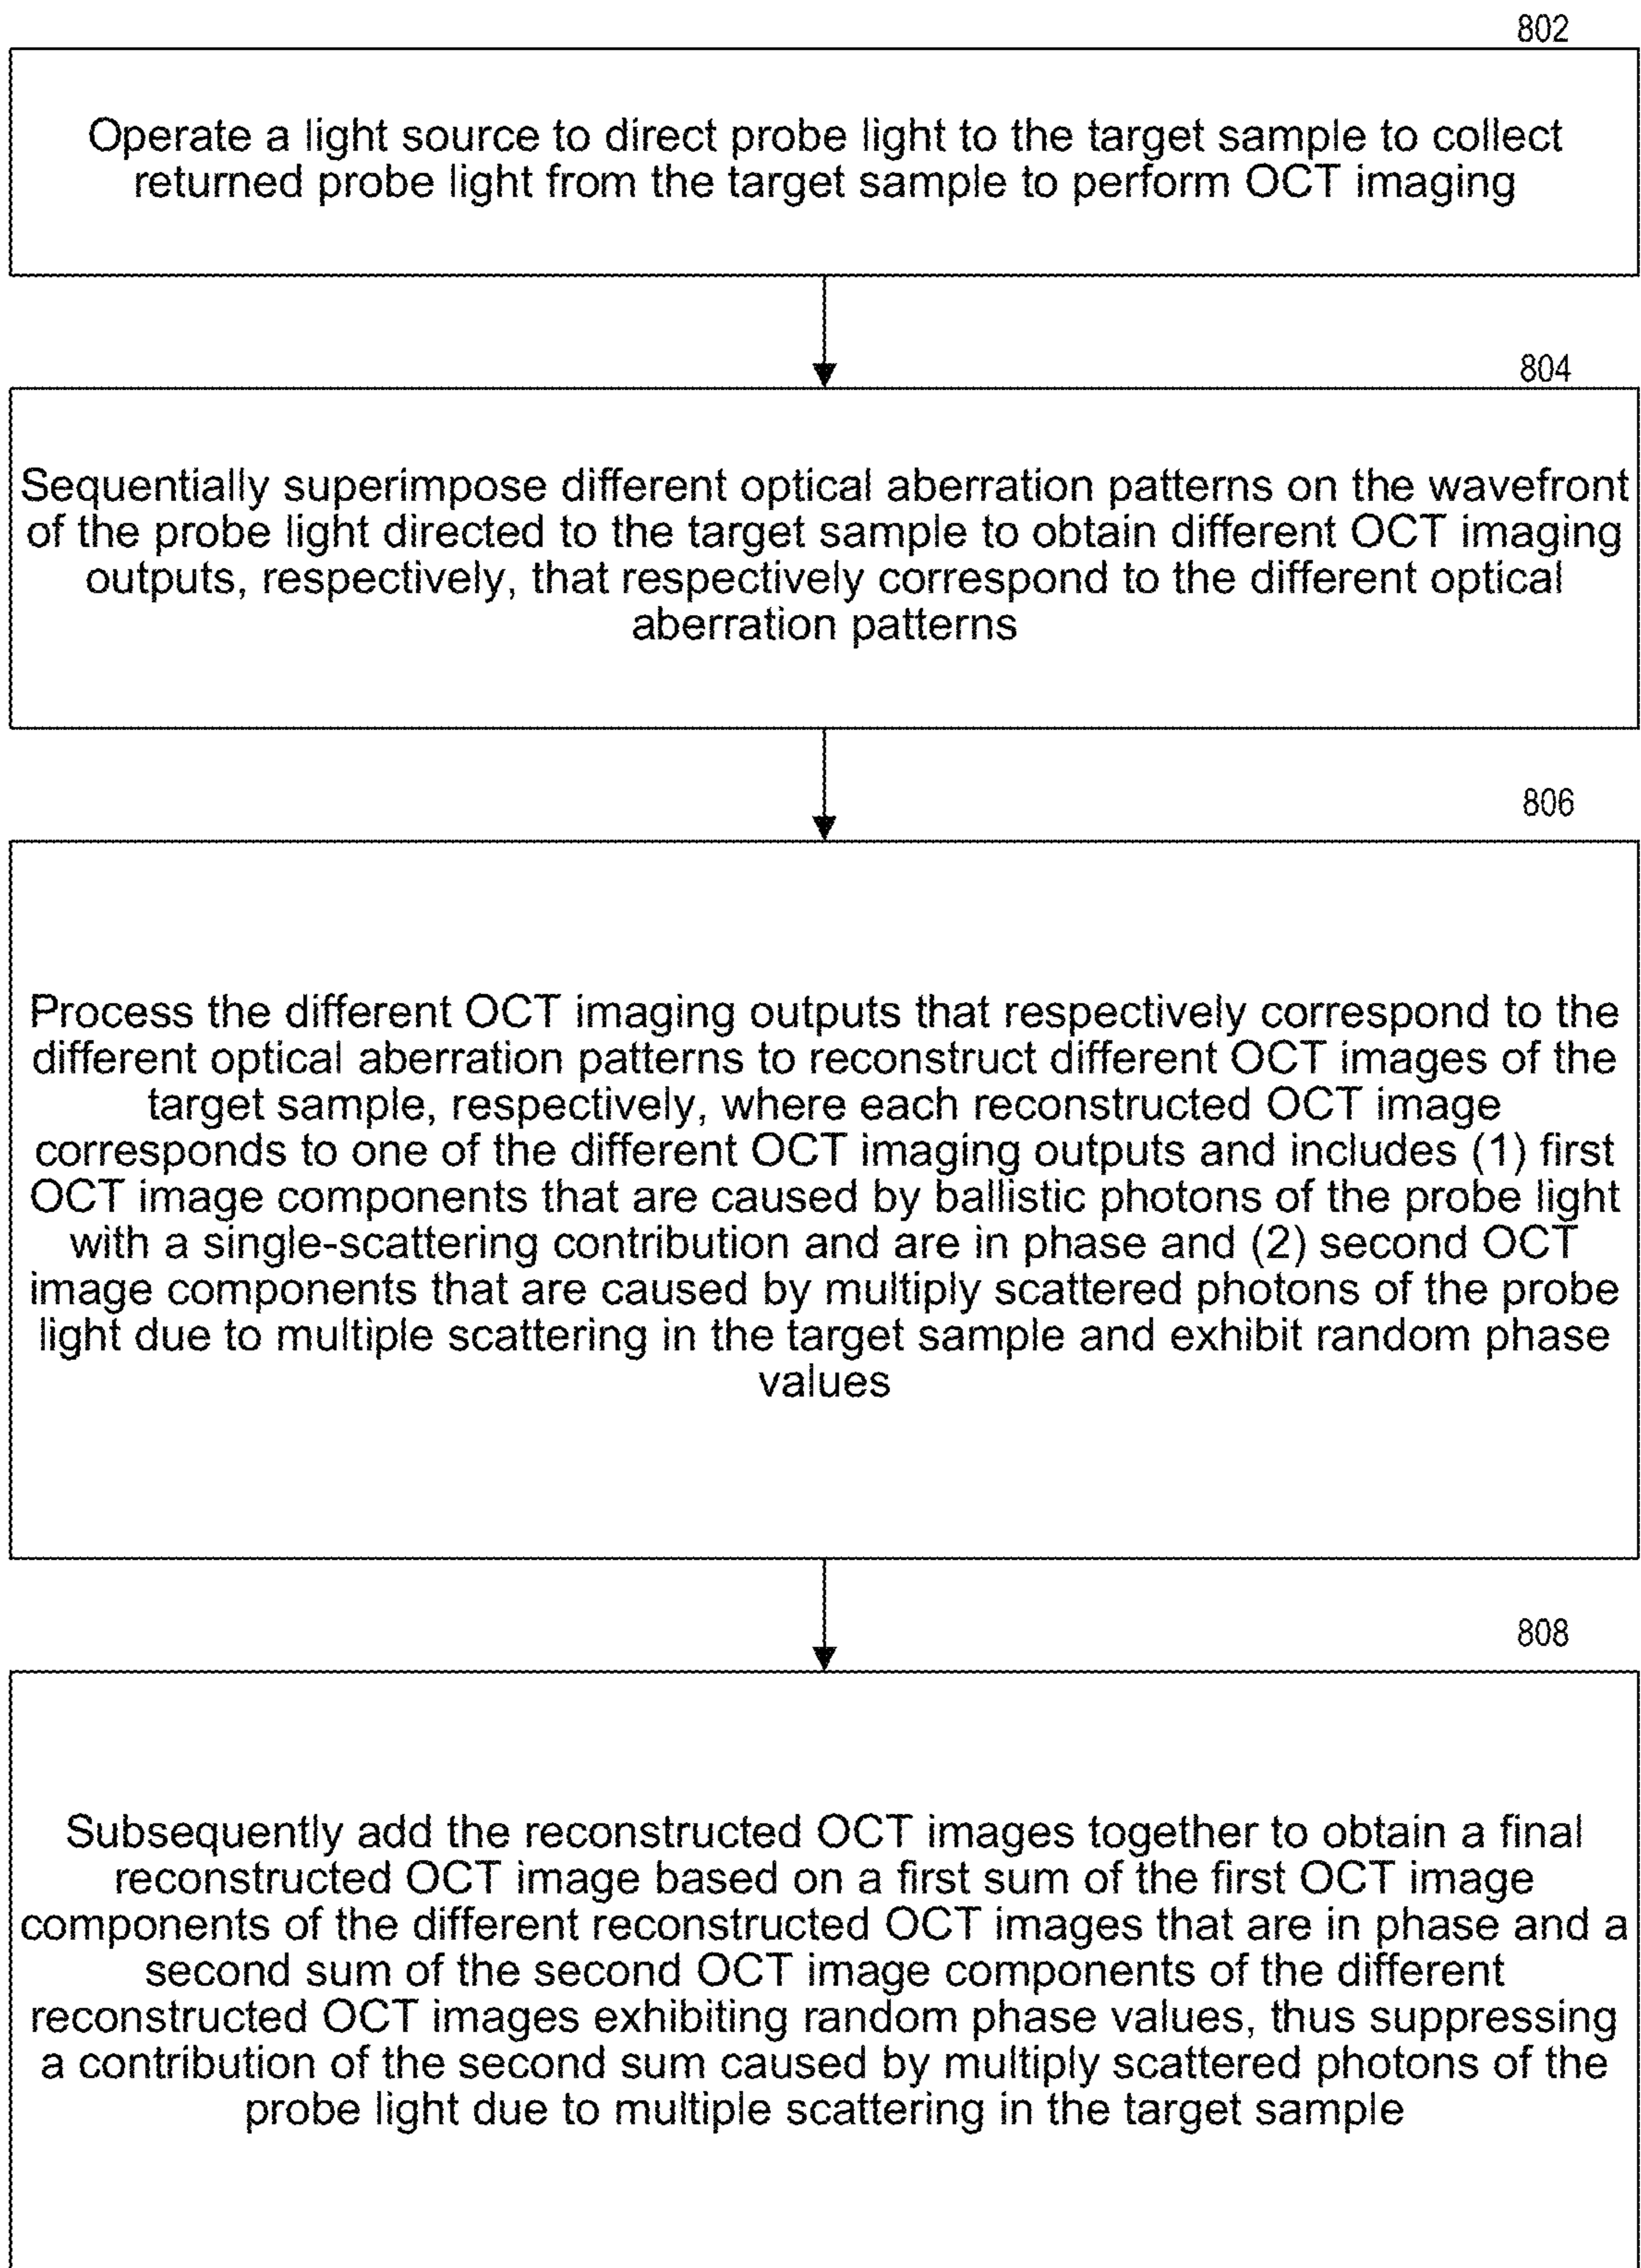 802
Operate a light source to direct probe light to the target sample to collect
returned probe light from the target sample to perform OCT imaging
804
Sequentially superimpose different optical aberration patterns on the wavefront
of the probe light directed to the target sample to obtain different OCT imaging
outputs, respectively, that respectively correspond to the different optical
aberration patterns
806
Process the different OCT imaging outputs that respectively correspond to the
different optical aberration patterns to reconstruct different OCT images of the
target sample, respectively, where each reconstructed OCT image
corresponds to one of the different OCT imaging outputs and includes (1) first
OCT image components that are caused by ballistic photons of the probe light
with a single-scattering contribution and are in phase and (2) second OCT
image components that are caused by multiply scattered photons of the probe
light due to multiple scattering in the target sample and exhibit random phase
values
808
Subsequently add the reconstructed OCT images together to obtain a final
reconstructed OCT image based on a first sum of the first OCT image
components of the different reconstructed OCT images that are in phase and a
second sum of the second OCT image components of the different
reconstructed OCT images exhibiting random phase values, thus suppressing
a contribution of the second sum caused by multiply scattered photons of the
probe light due to multiple scattering in the target sample